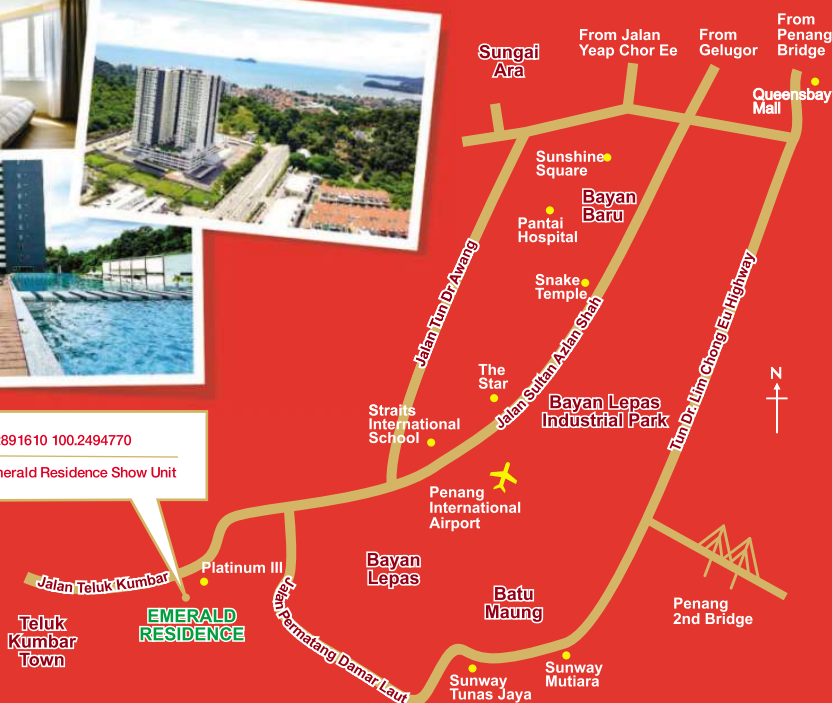 Sungai
Ara
From Jalan
Yeap Chor Ee
From
Gelugor
From
Penang
Bridge
Queensbay
Mall
Sunshine
Square
Bayan
Baru
Pantai
Hospital
Snake
Temple
Jalan Tun Dr Awang
Jalan Sultan Azlan Shah
Tun Dr. Lim Chong Eu Highway
The
Star
Bayan Lepas
Industrial Park
N
Straits
International
School
891610 100.2494770
erald Residence Show Unit
Penang
International
Airport
Platinum III
Bayan
Lepas
Jalan Teluk Kumbar
EMERALD
RESIDENCE
Teluk
Kumbar
Town
Jalan Permatang Damar Laut
Batu
Maung
Penang
2nd Bridge
Sunway
Tunas Jaya
Sunway
Mutiara